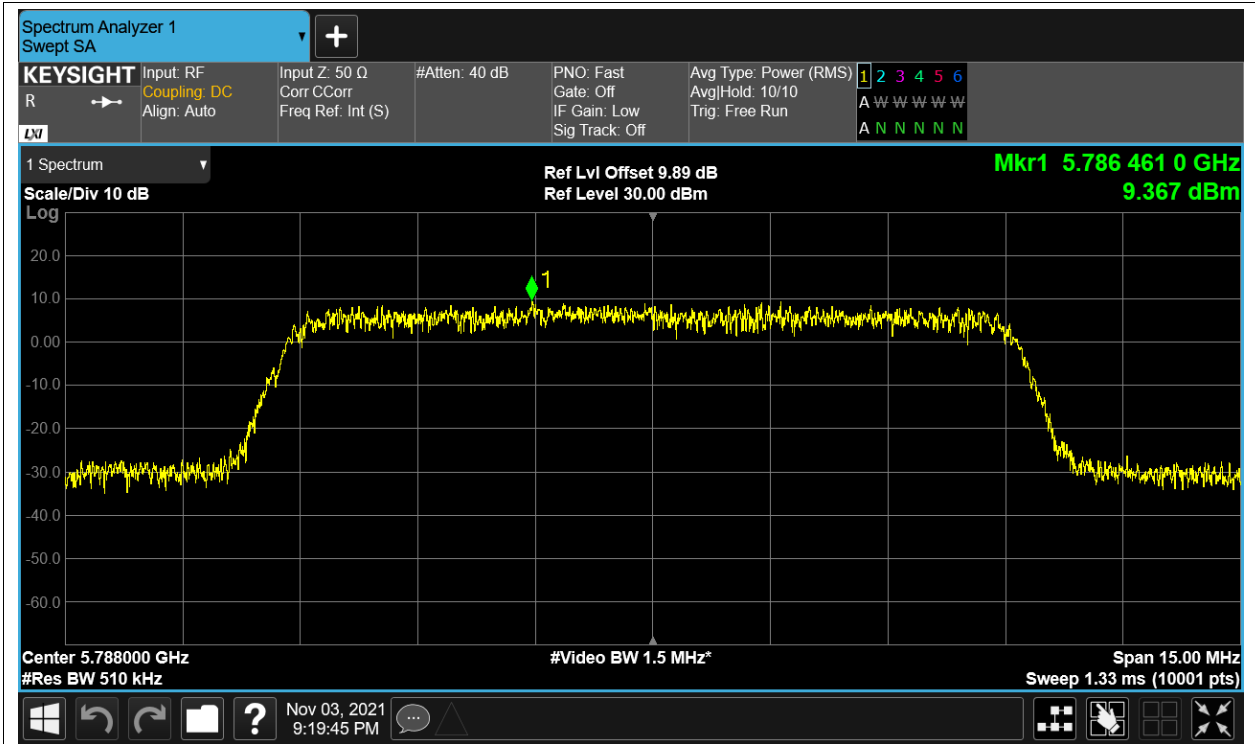 Spectrum Analyzer 1
Swept SA
+
KEYSIGHT
R
LXI
Input: RF
Coupling: DC
Align: Auto
Input Z: 50 Ω
Corr CCorr
Freq Ref: Int (S)
#Atten: 40 dB
PNO: Fast
Gate: Off
IF Gain: Low
Sig Track: Off
Avg Type: Power (RMS)
Avg|Hold: 10/10
Trig: Free Run
1 2 3 4 5 6
A W W W W W
A N N N N N
1 Spectrum
Scale/Div 10 dB
Ref Lvl Offset 9.89 dB
Ref Level 30.00 dBm
Mkr1 5.786 461 0 GHz
9.367 dBm
Log
20.0
10.0
0.00
-10.0
-20.0
-30.0
-40.0
-50.0
-60.0
1
Center 5.788000 GHz
#Res BW 510 kHz
#Video BW 1.5 MHz*
Span 15.00 MHz
Sweep 1.33 ms (10001 pts)
?
Nov 03, 2021
9:19:45 PM